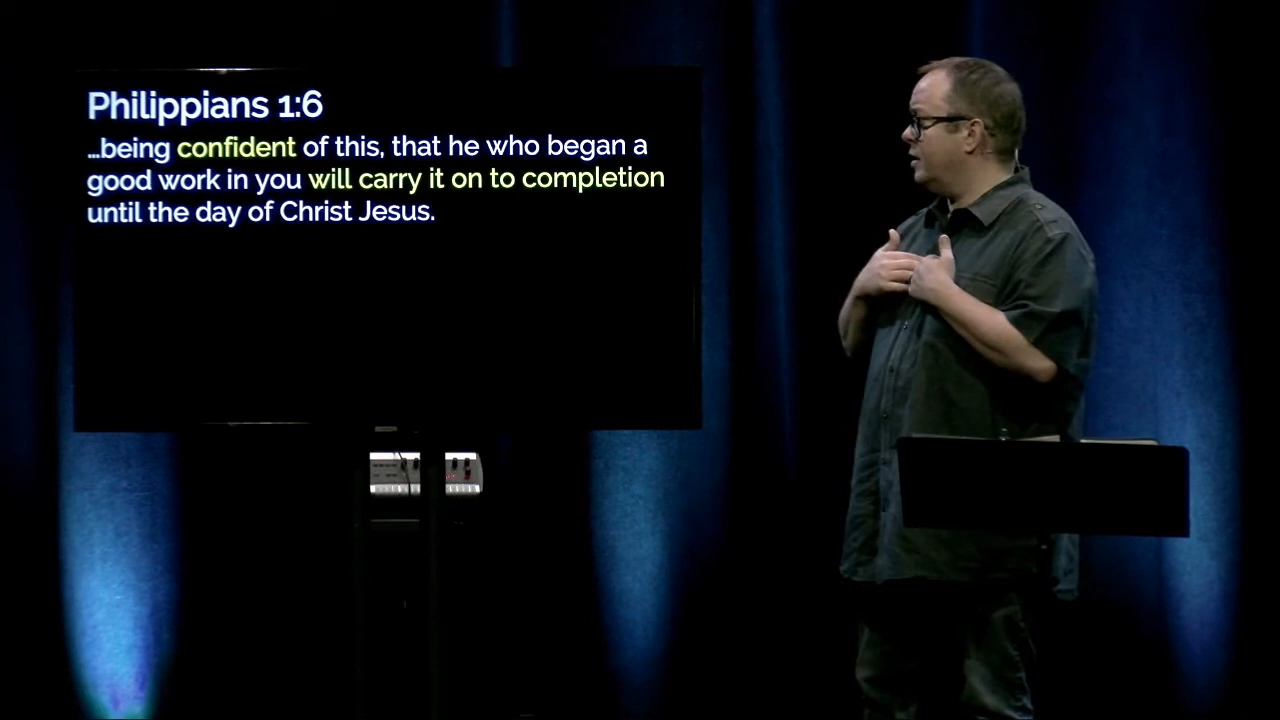 Philippians 1:6
...being confident of this, that he who began a
good work in you will carry it on to completion
until the day of Christ Jesus.